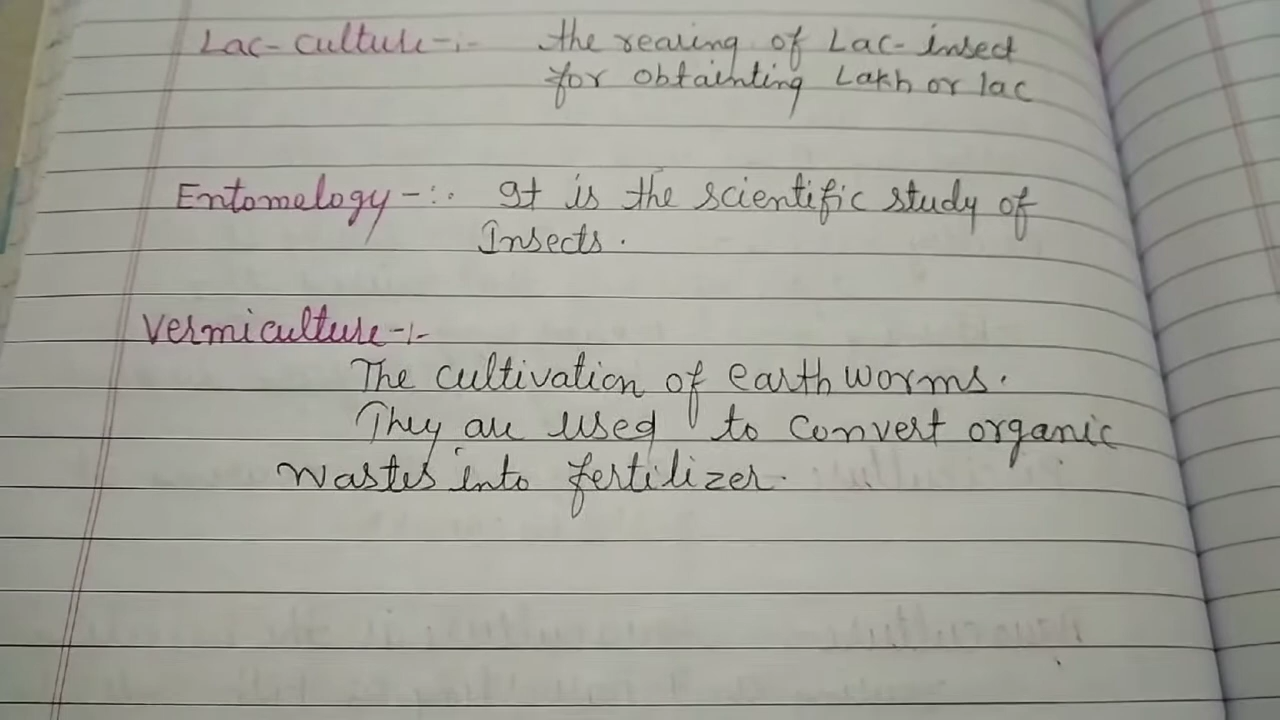 Lac-culture-:- the rearing of Lac-insect
for obtainting Lakh or lac
Entomelogy-:. It is the scientific study of
Insects.
Vermiculture-:-
The cultivation of earthworms.
They are used to convert organic
wastes into fertilizer.